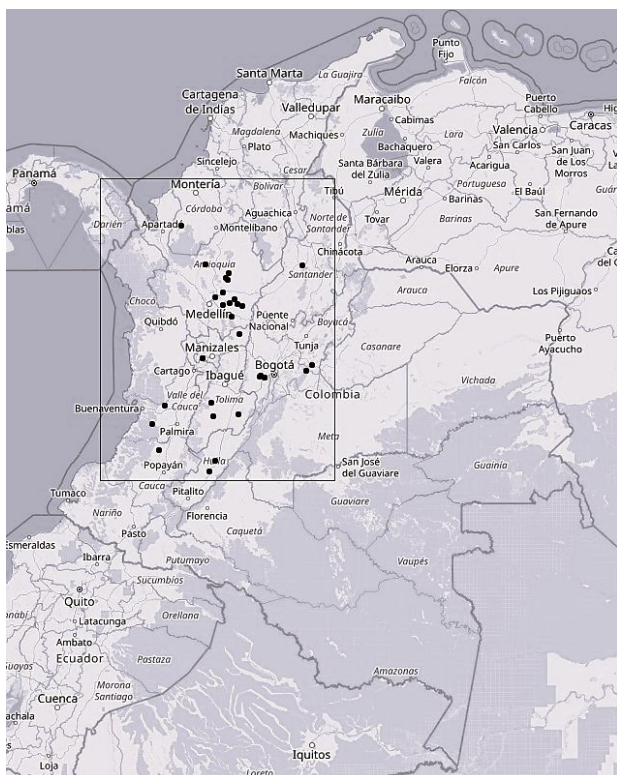 Punto
Fijo
La Guajira
Santa Marta
Falcón
Cartagena
de Indias
Maracaibo
Puerto
Cabello
Valledupar
Cabimas
Caracas
Magdalena
Machiques
Zulia
Lara
Valencia
San Carlos
Plato
Bachaquero
Sincelejo
Cesar
Santa Bárbara
del Zulia
Valera
Acarigua
San Juan
de Los
Morros
Panamá
Montería
Bolívar
Tibú
Mérida
Portuguesa
El Baúl
Córdoba
Aguachica
Norte de
Santander
Tovar
Barinas
Barinas
San Fernando
de Apure
Darién
Apartadó
Montelíbano
Chinácota
Antioquia
Santander
Arauca
Elorza
Apure
Arauca
Los Pijiguaos
Chocó
Medellín
Quibdó
Puente
Nacional
Boyacá
Tunja
Casanare
Puerto
Ayacucho
Manizales
Cartago
Ibagué
Bogotá
Colombia
Vichada
Valle del
Cauca
Tolima
Buenaventura
Palmira
Meta
Popayán
Huila
San José
del Guaviare
Guainía
Cauca
Pitalito
Tumaco
Florencia
Guaviare
Nariño
Pasto
Caquetá
Esmeraldas
Ibarra
Putumayo
Vaupés
Sucumbíos
Quito
Orellana
Latacunga
Ambato
Ecuador
Pastaza
Amazonas
Guayas
Morona
Santiago
Cuenca
Iquitos
Loja
Loreto